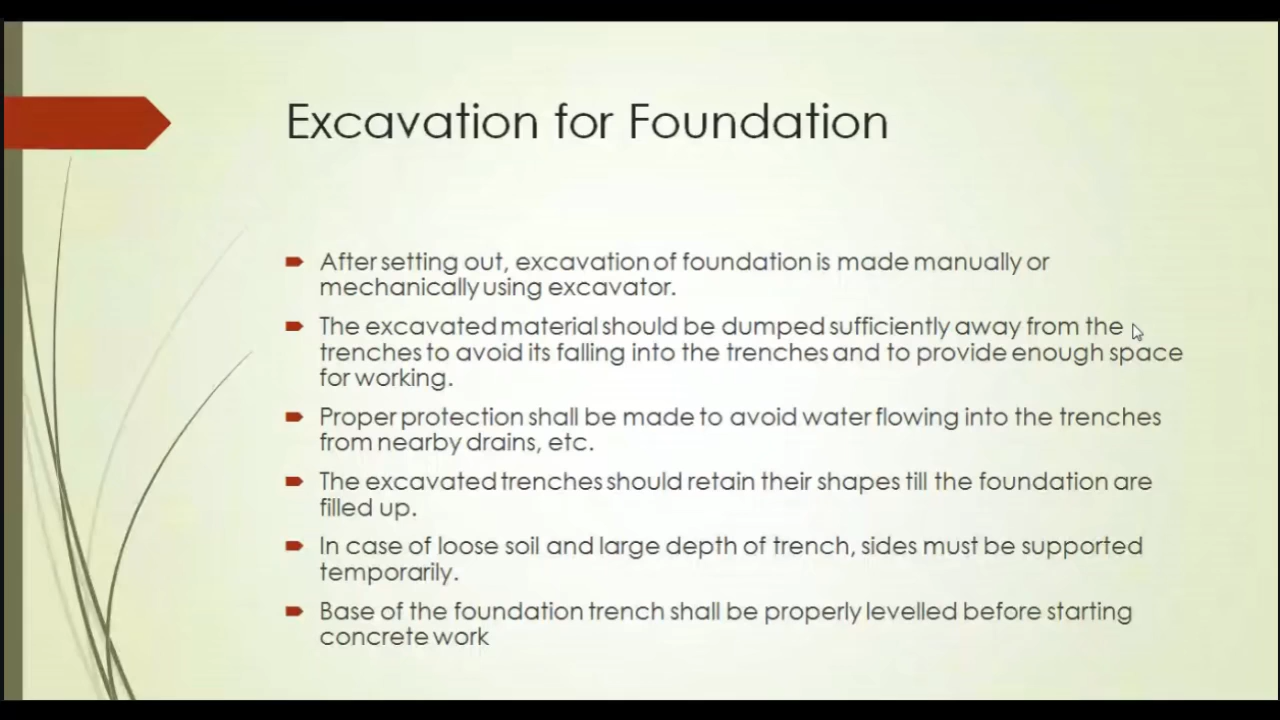 Excavation for Foundation
After setting out, excavation of foundation is made manually or
mechanically using excavator.
The excavated material should be dumped sufficiently away from the
trenches to avoid its falling into the trenches and to provide enough space
for working.
Proper protection shall be made to avoid water flowing into the trenches
from nearby drains, etc.
The excavated trenches should retain their shapes till the foundation are
filled up.
In case of loose soil and large depth of trench, sides must be supported
temporarily.
Base of the foundation trench shall be properly levelled before starting
concrete work